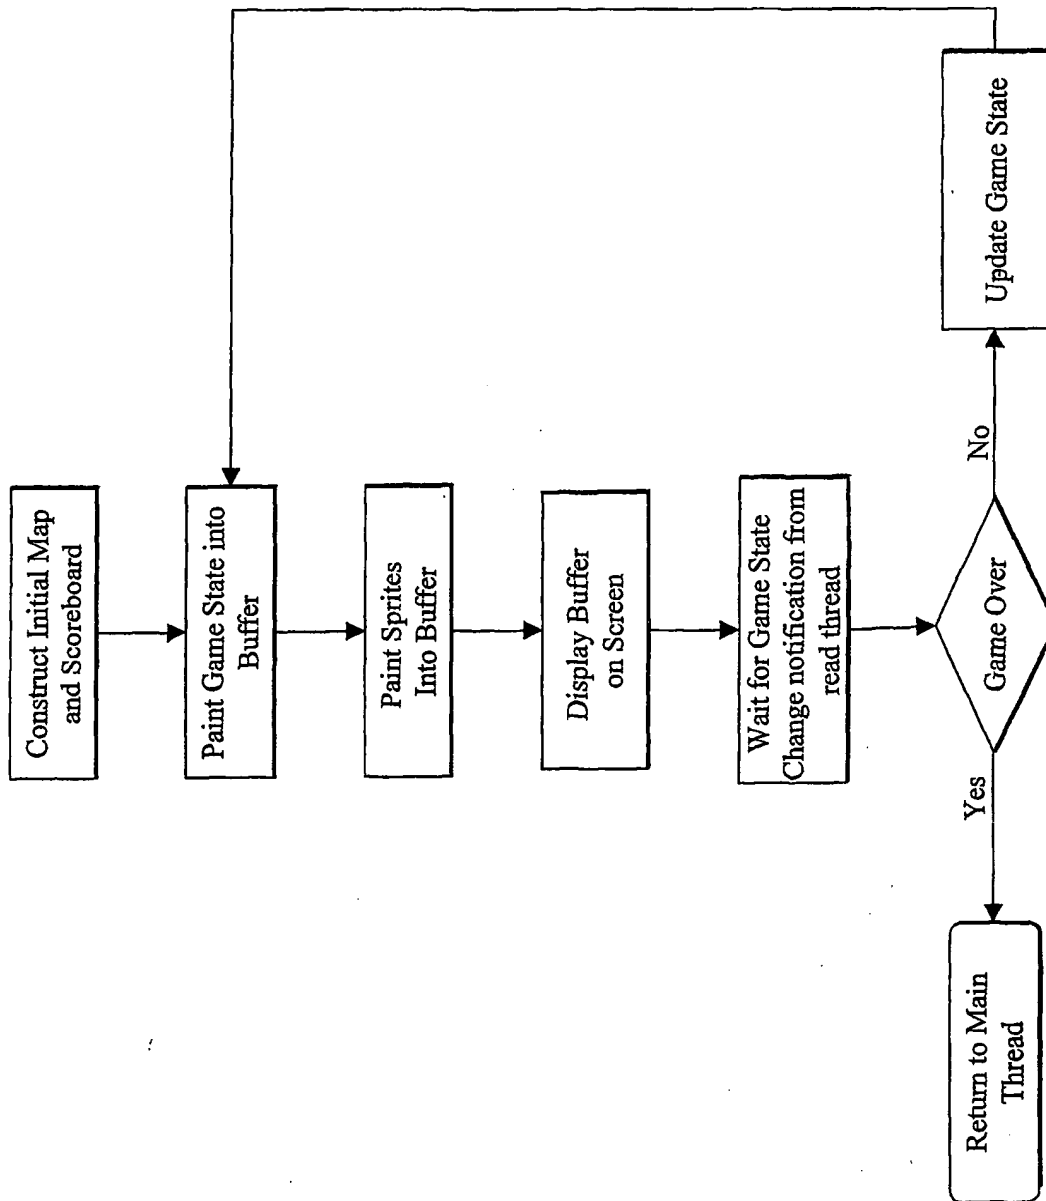 Construct Initial Map
and Scoreboard
Paint Game State into
Buffer
Paint Sprites
Into Buffer
Display Buffer
on Screen
Wait for Game State
Change notification from
read thread
Game Over
Yes
No
Return to Main
Thread
Update Game State